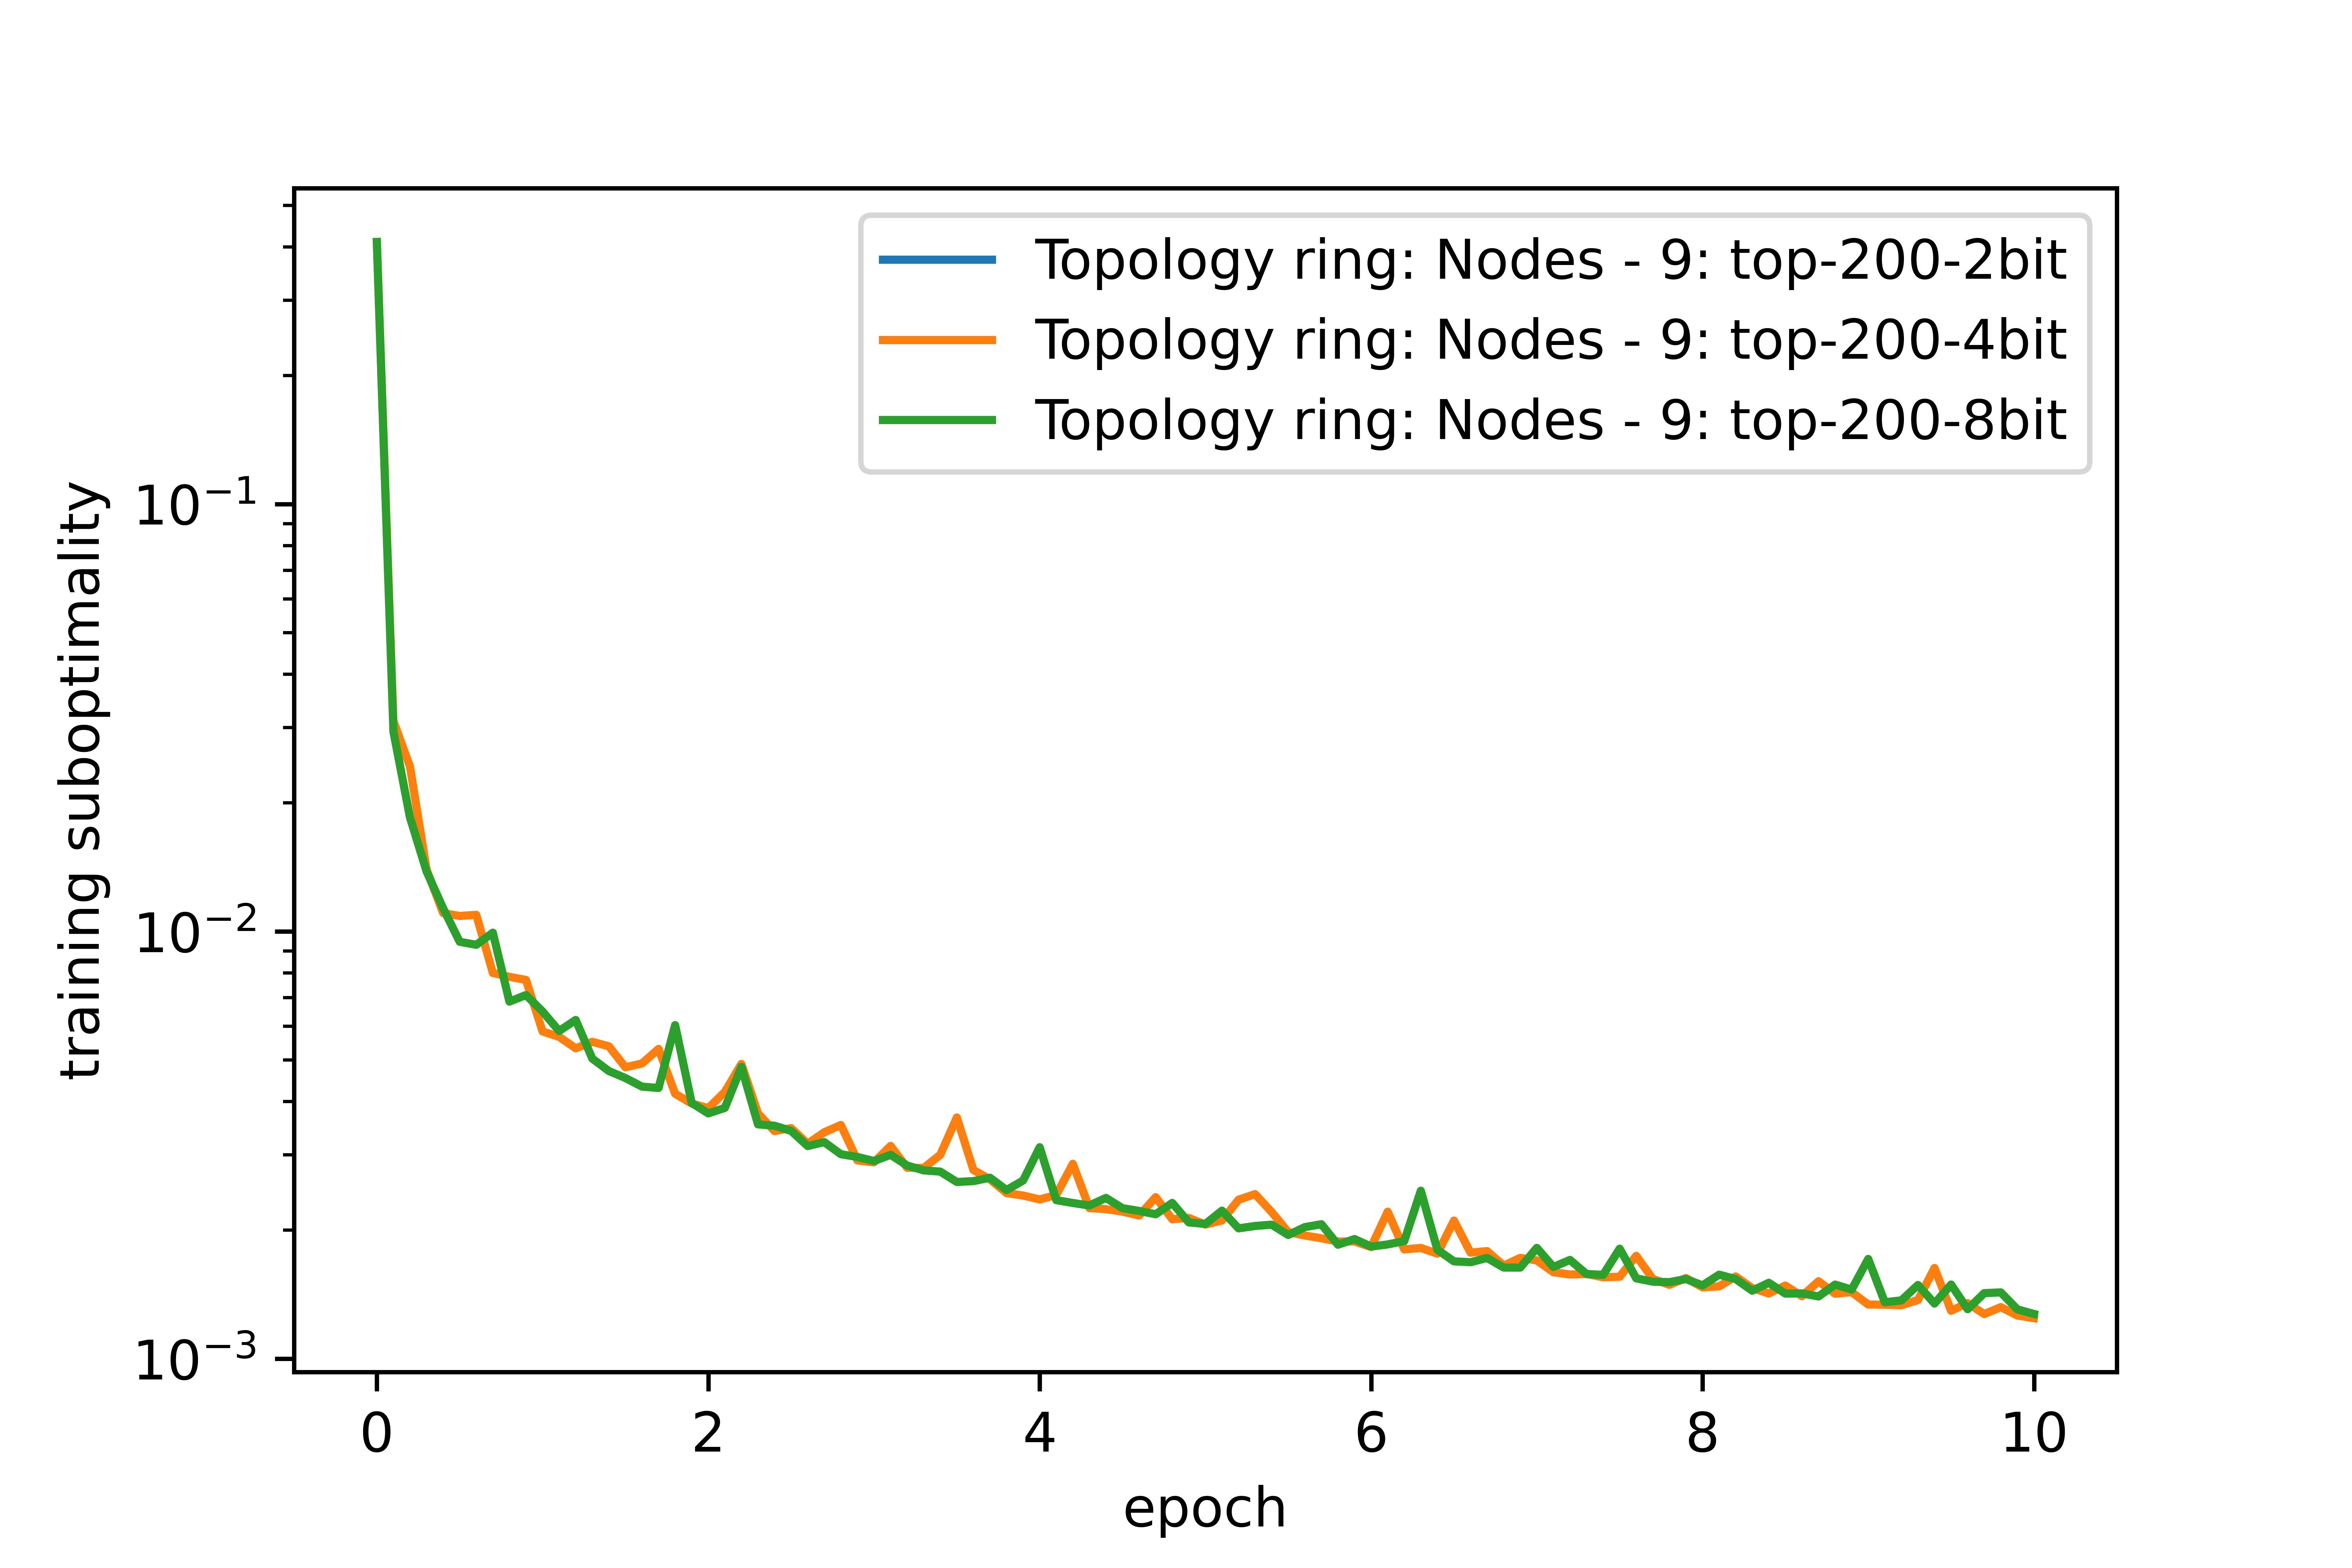 Topology ring: Nodes - 9: top-200-2bit
Topology ring: Nodes - 9: top-200-4bit
Topology ring: Nodes - 9: top-200-8bit
training suboptimality
10⁻¹
10⁻²
10⁻³
0 2 4 6 8 10
epoch